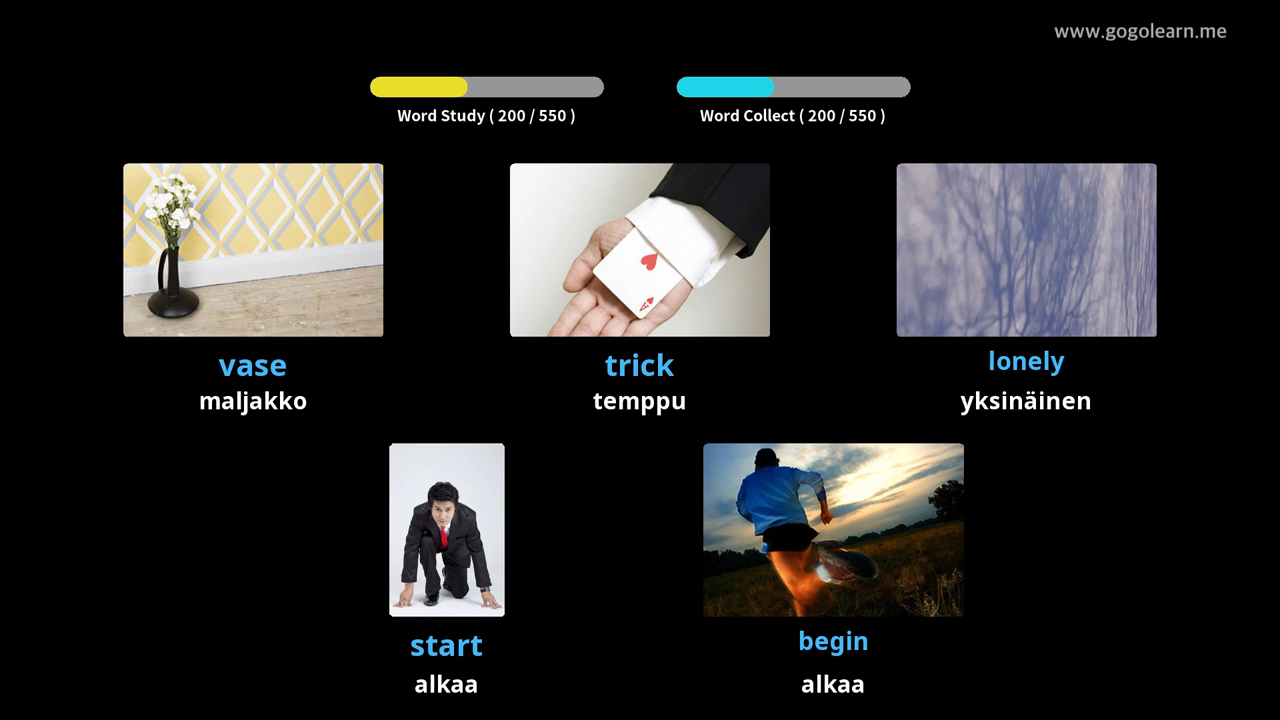 www.gogolearn.me
Word Study ( 200 / 550 )
Word Collect ( 200 / 550 )
vase
maljakko
trick
temppu
lonely
yksinäinen
start
alkaa
begin
alkaa